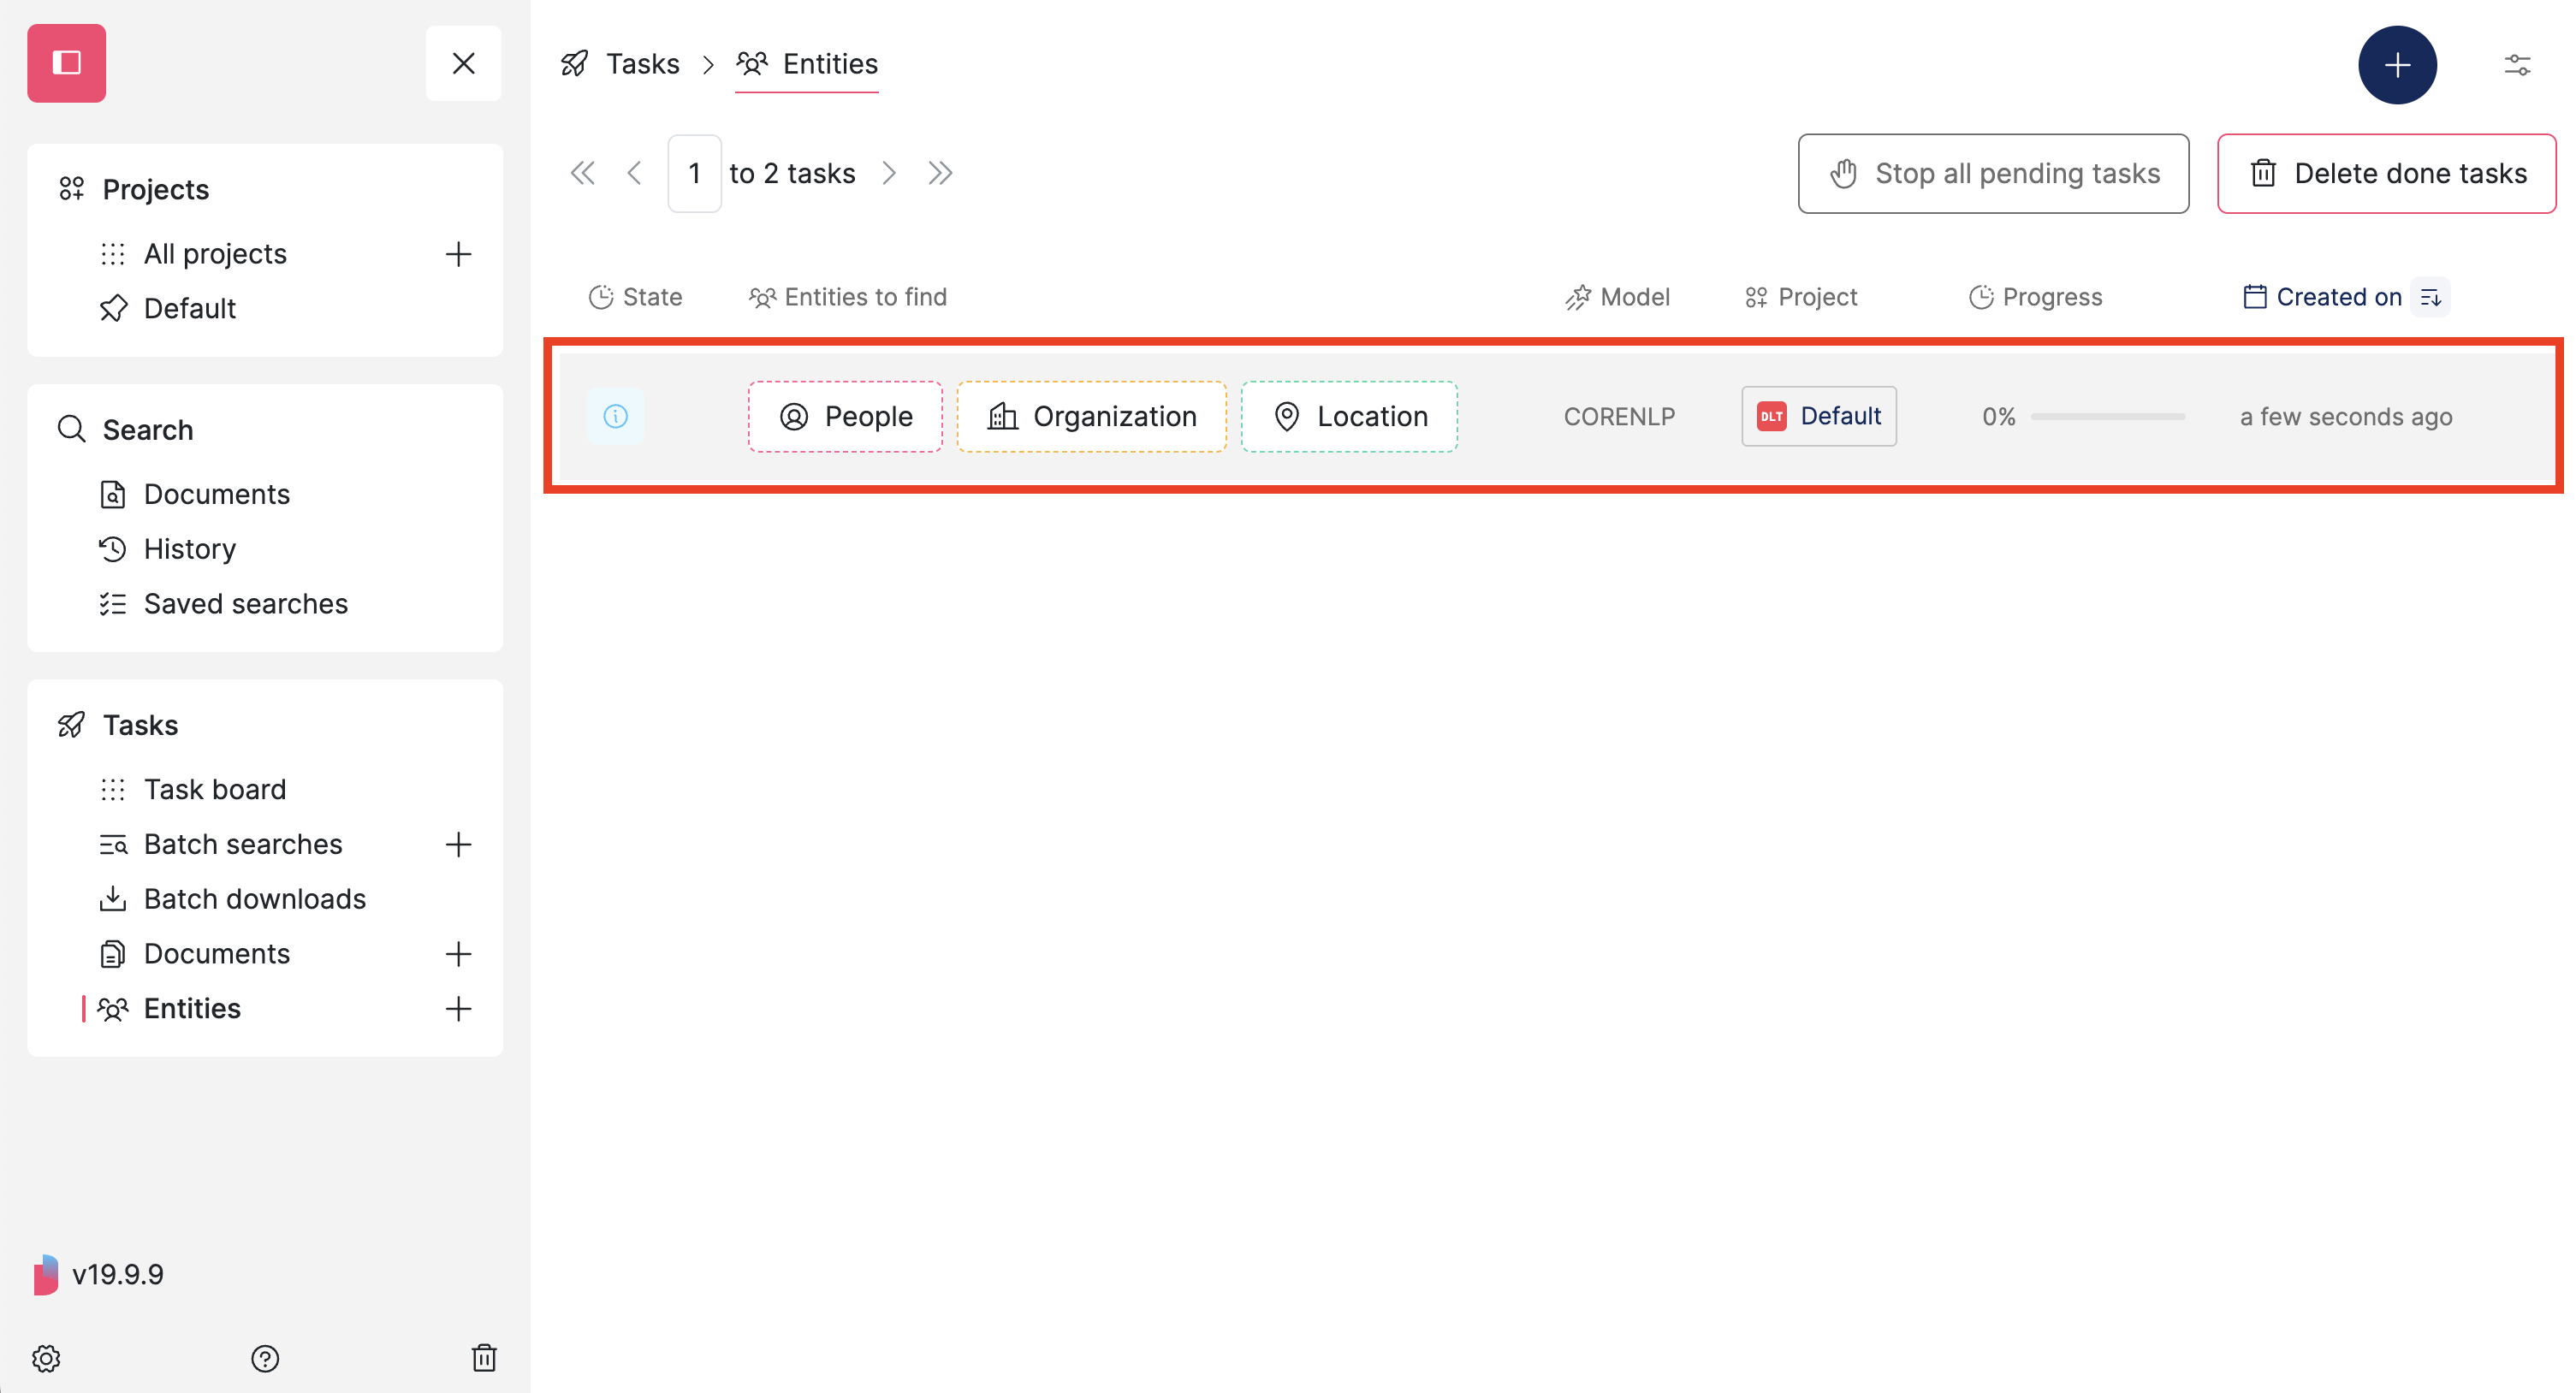 Projects
All projects
Default
Search
Documents
History
Saved searches
Tasks
Task board
Batch searches
Batch downloads
Documents
Entities
v19.9.9
Tasks
Entities
1 to 2 tasks
Stop all pending tasks
Delete done tasks
State Entities to find Model Project Progress Created on
People Organization Location CORENLP DLT Default 0% a few seconds ago